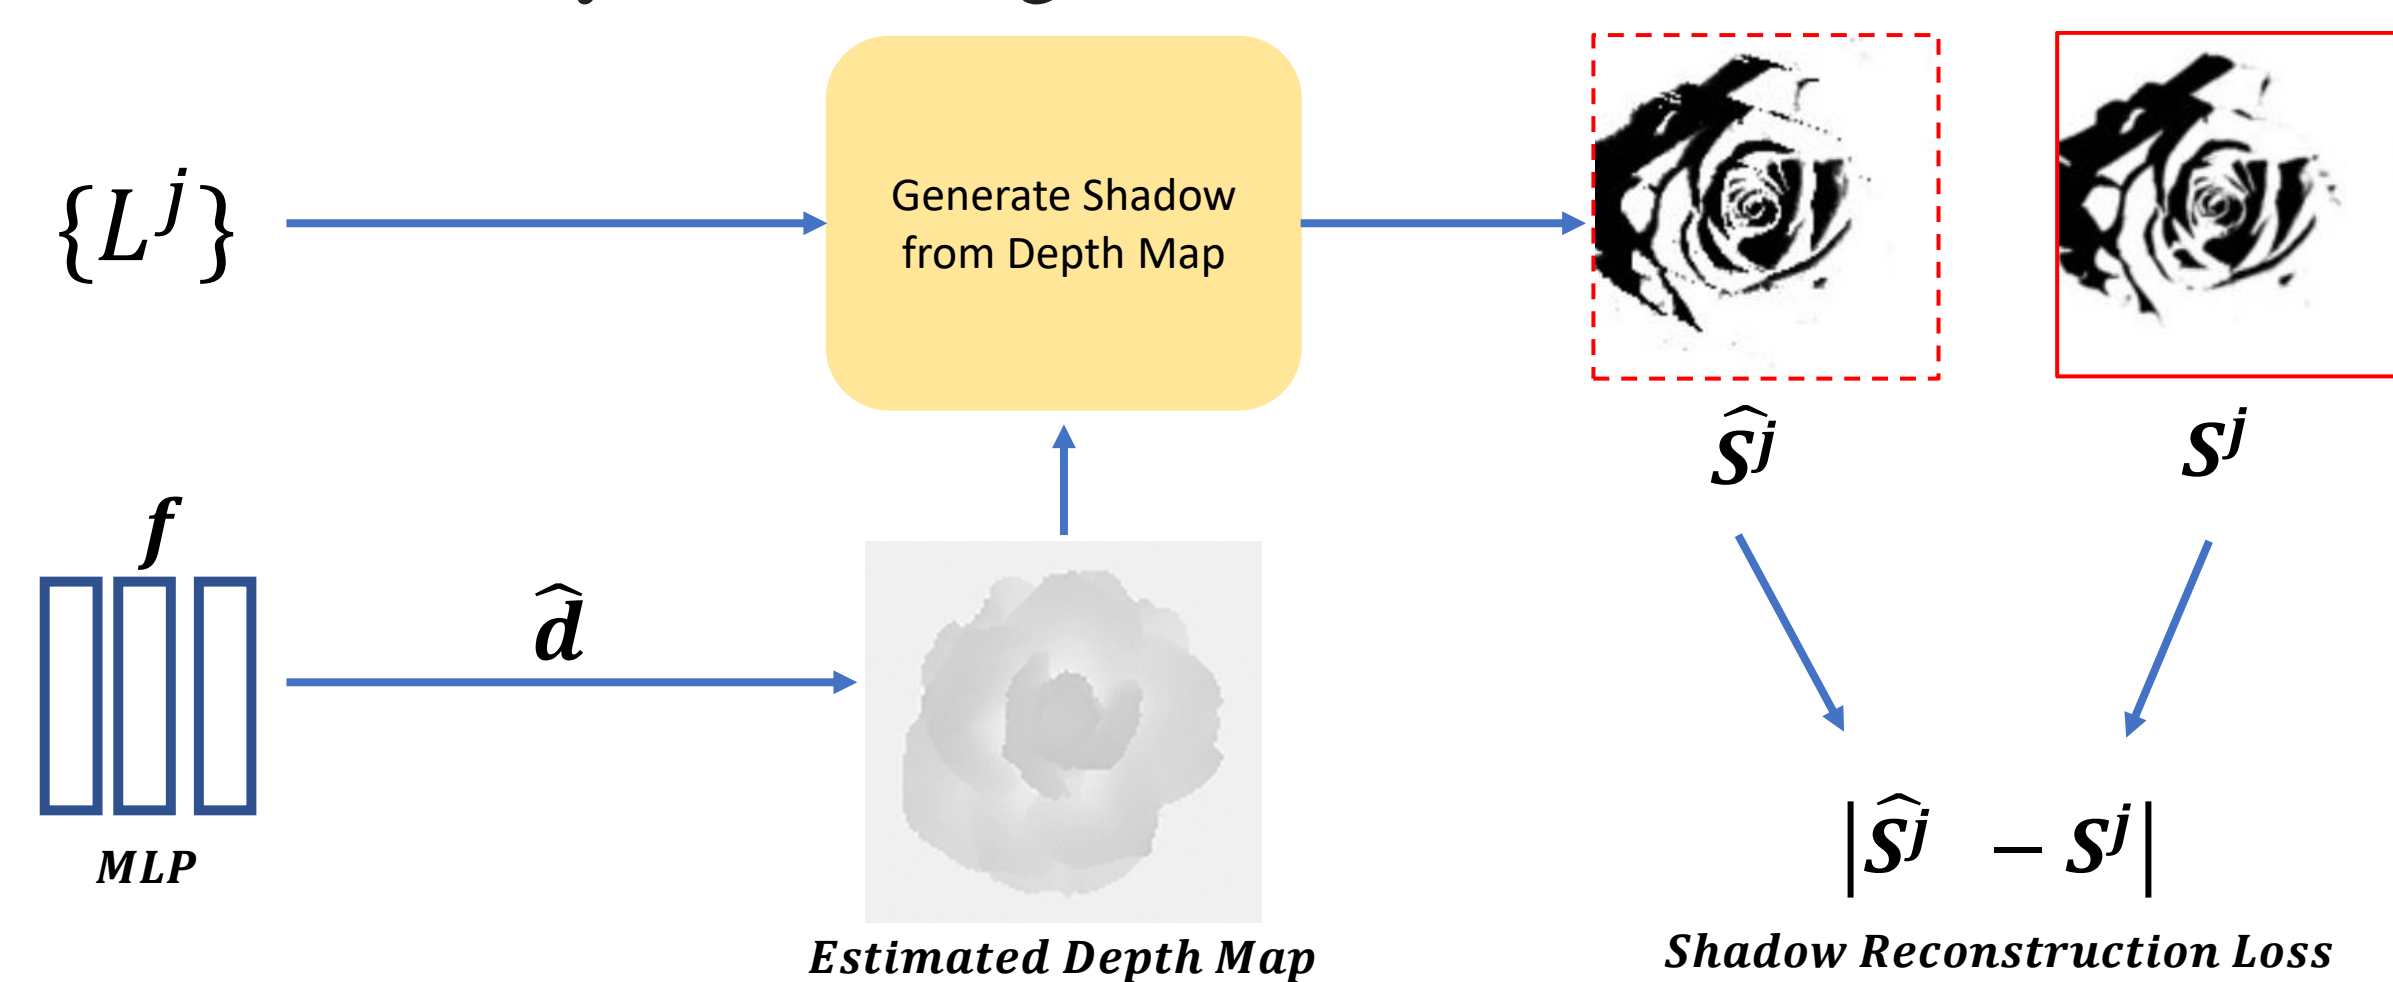 {L^j}
Generate Shadow
from Depth Map
Ŝ^j
S^j
f
d̂
MLP
Estimated Depth Map
|Ŝ^j − S^j|
Shadow Reconstruction Loss